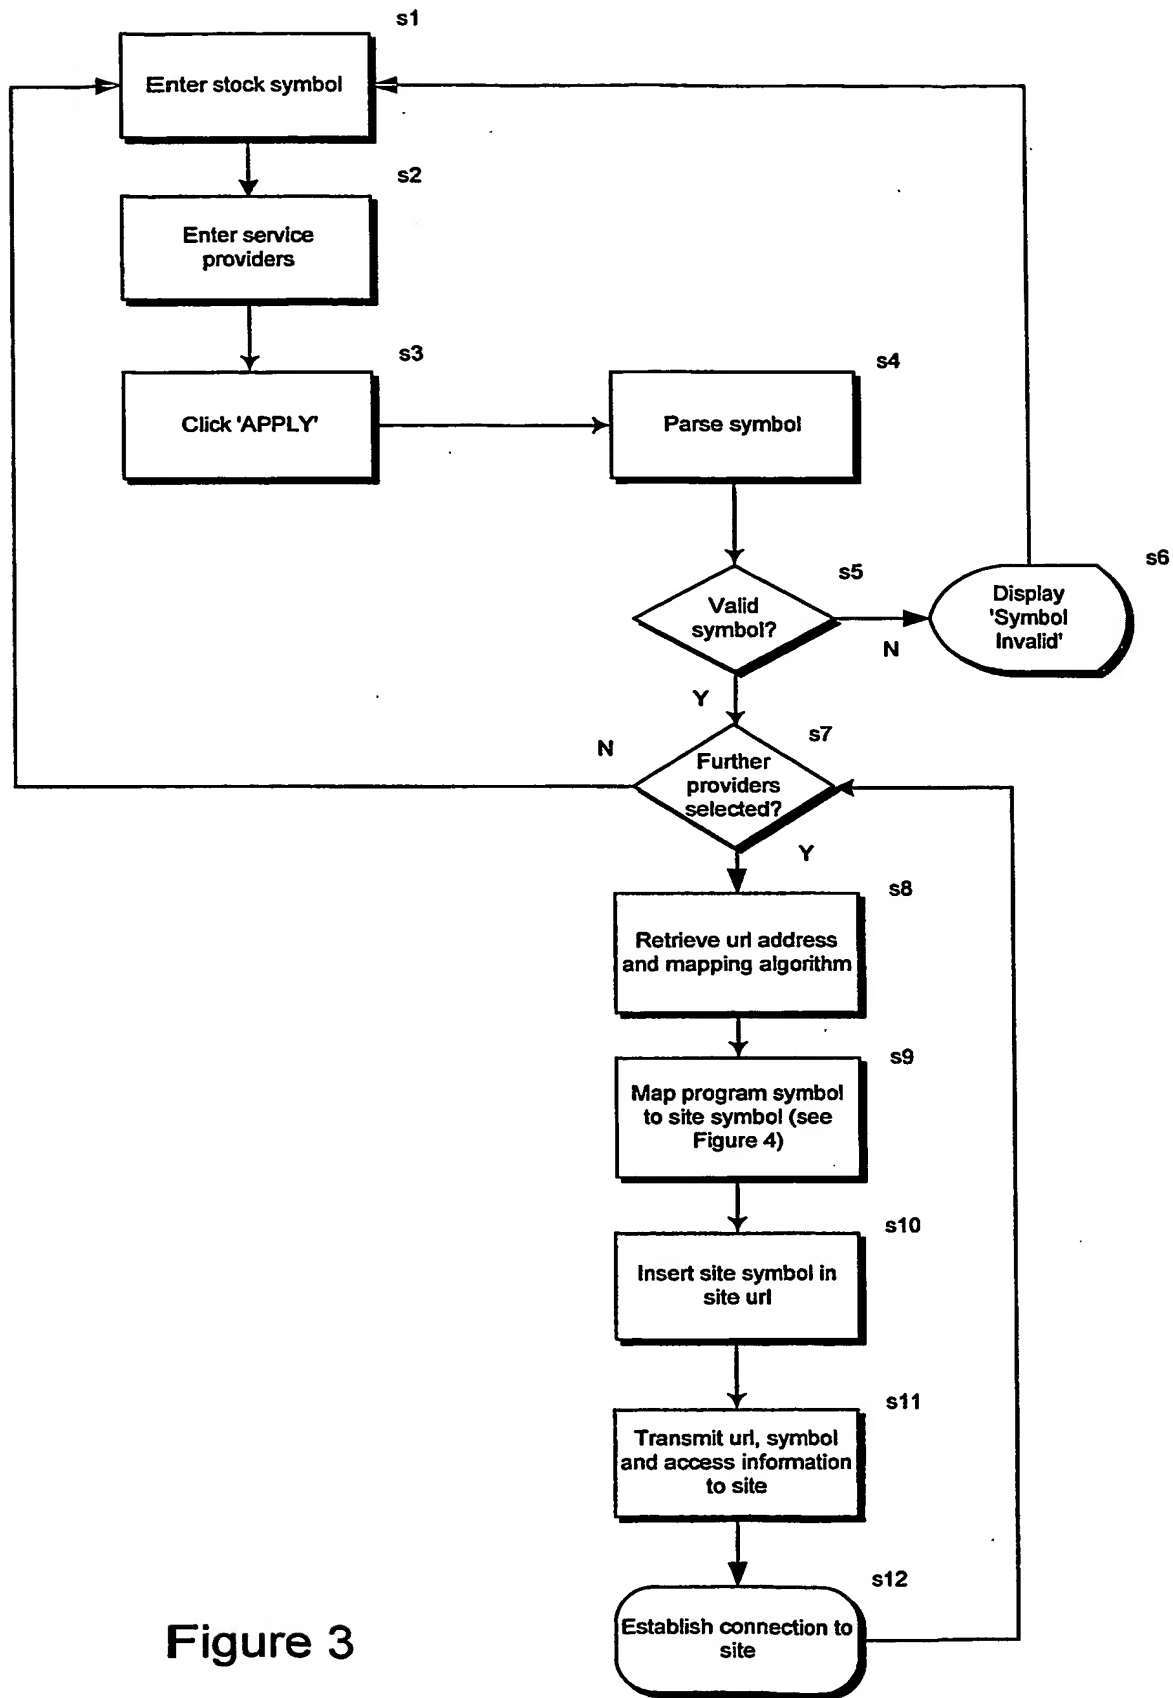 s1
Enter stock symbol
s2
Enter service
providers
s3
Click 'APPLY'
s4
Parse symbol
s5
Valid
symbol?
N
s6
Display
'Symbol
Invalid'
Y
s7
N
Further
providers
selected?
Y
s8
Retrieve url address
and mapping algorithm
s9
Map program symbol
to site symbol (see
Figure 4)
s10
Insert site symbol in
site url
s11
Transmit url, symbol
and access information
to site
s12
Establish connection to
site
Figure 3